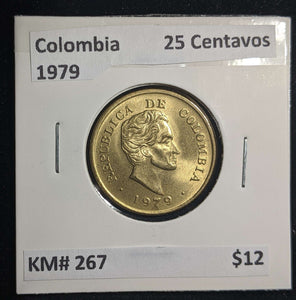 Colombia 25 Centavos
1979
REPUBLICA DE COLOMBIA
· 1979 ·
KM# 267 $12